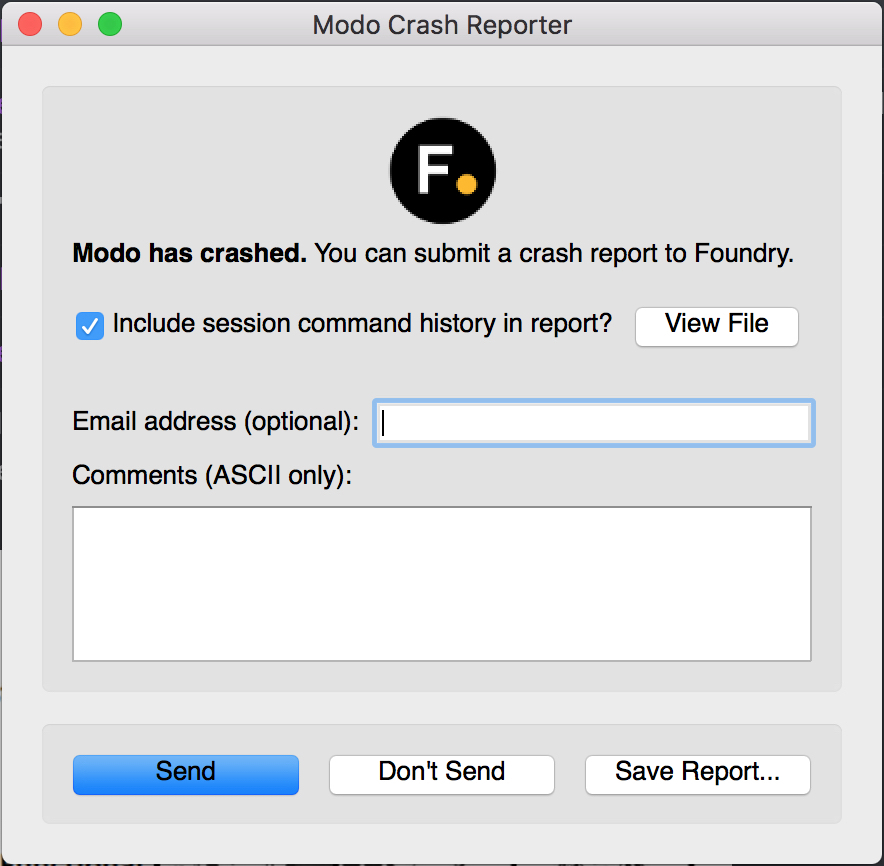 Modo Crash Reporter
F.
Modo has crashed. You can submit a crash report to Foundry.
Include session command history in report?
View File
Email address (optional):
Comments (ASCII only):
Send
Don't Send
Save Report...